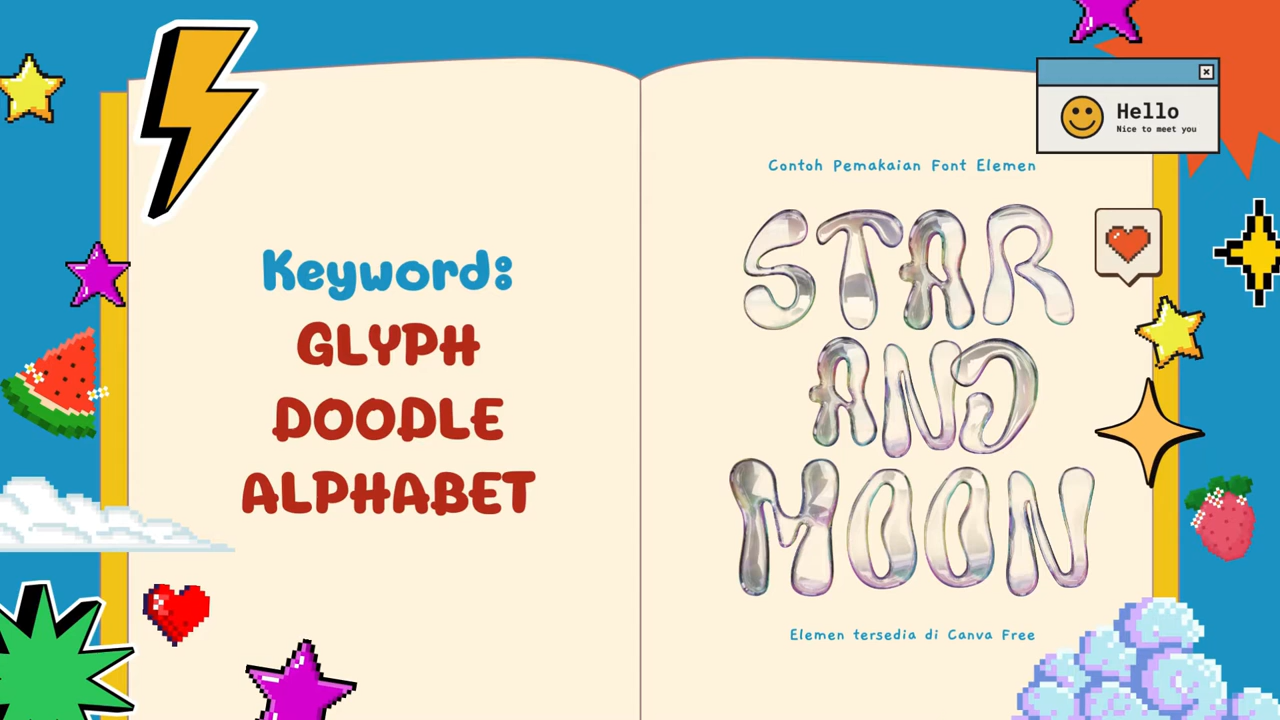 Keyword:
GLYPH
DOODLE
ALPHABET
Hello
Nice to meet you
Contoh Pemakaian Font Elemen
STAR
AND
MOON
Elemen tersedia di Canva Free